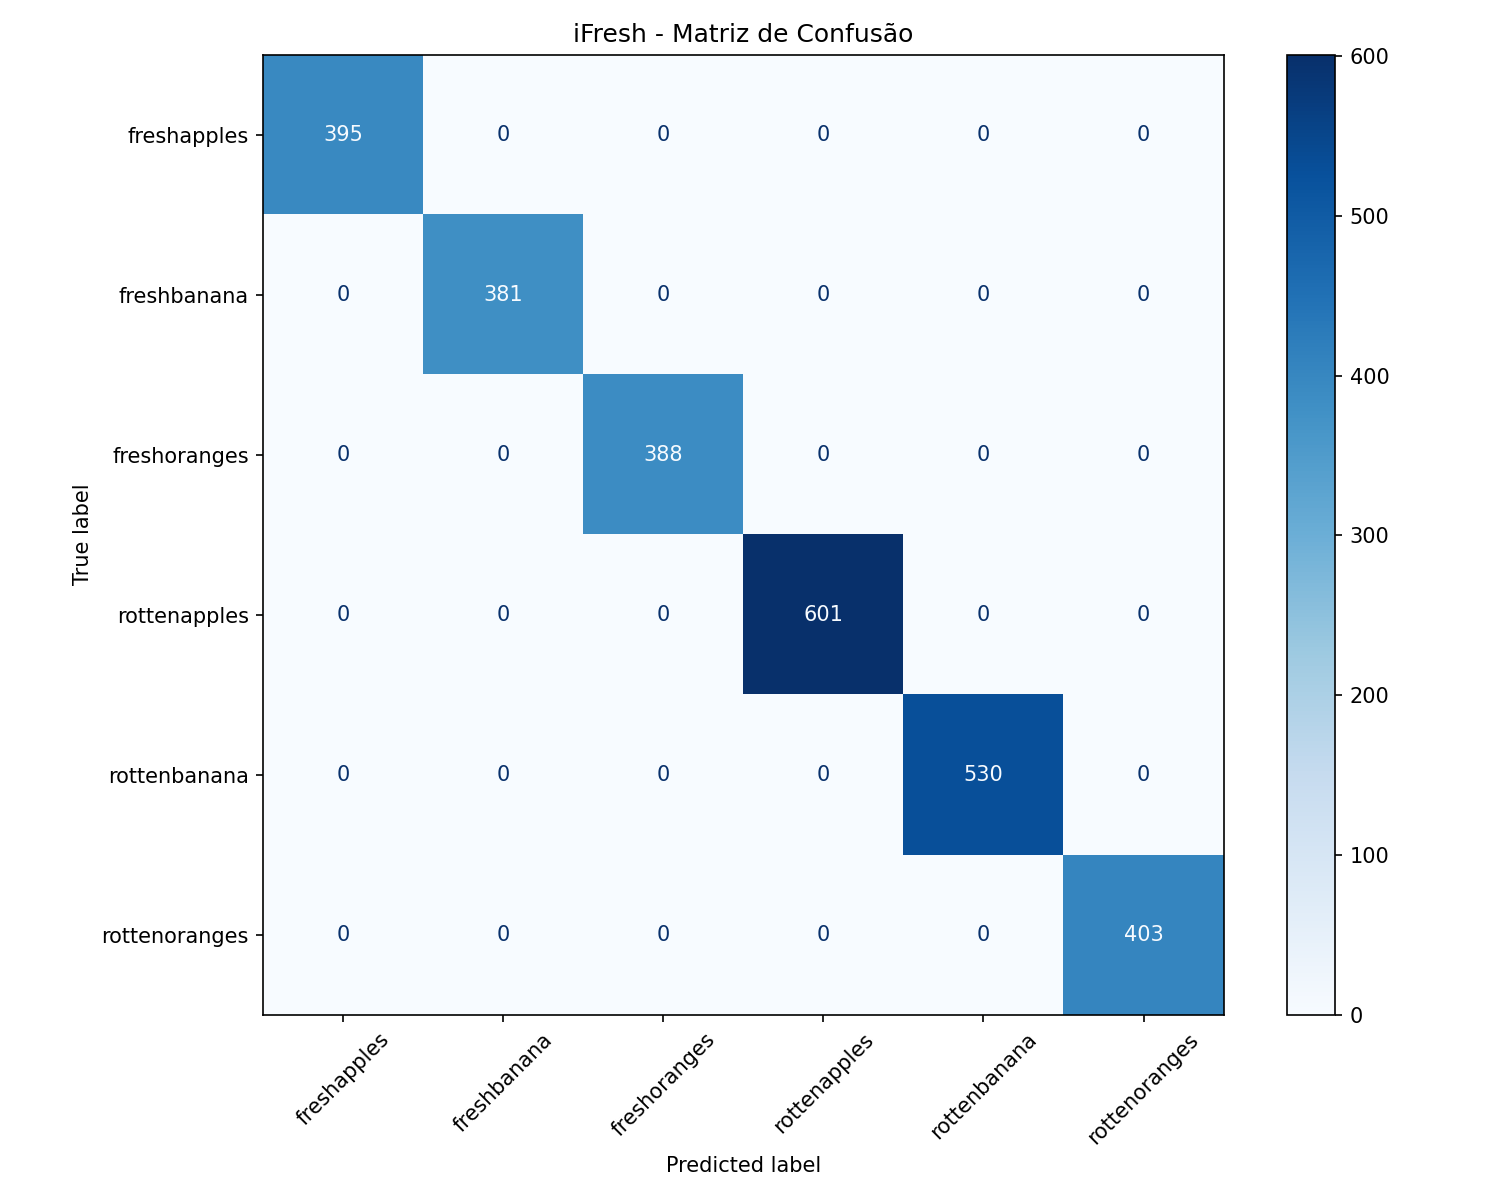 iFresh - Matriz de Confusão
freshapples 395 0 0 0 0 0
freshbanana 0 381 0 0 0 0
freshoranges 0 0 388 0 0 0
rottenapples 0 0 0 601 0 0
rottenbanana 0 0 0 0 530 0
rottenoranges 0 0 0 0 0 403
True label
freshapples freshbanana freshoranges rottenapples rottenbanana rottenoranges
Predicted label
600
500
400
300
200
100
0